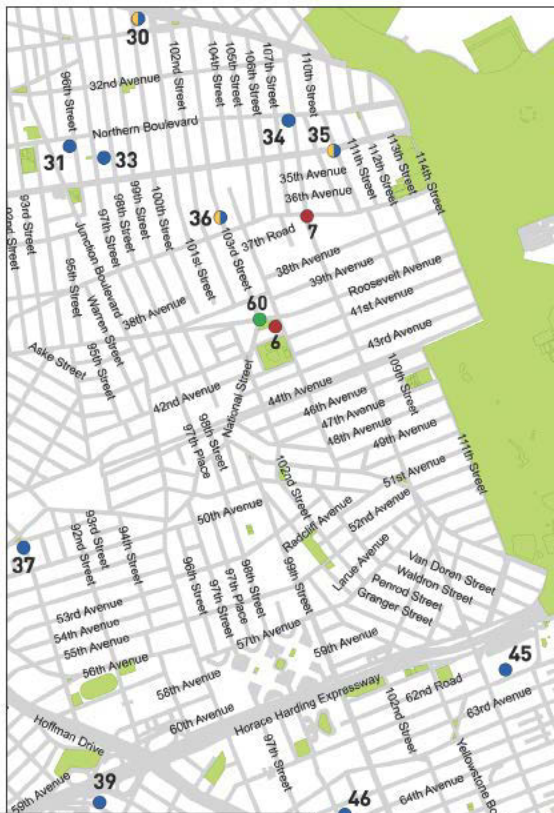 30
102nd Street
104th Street
105th Street
106th Street
107th Street
110th Street
32nd Avenue
96th Street
Northern Boulevard
34
35
31
33
111th Street
112th Street
113th Street
114th Street
35th Avenue
36th Avenue
93rd Street
97th Street
98th Street
99th Street
100th Street
36
7
37th Road
103rd Street
101st Street
Junction Boulevard
38th Avenue
39th Avenue
Roosevelt Avenue
41st Avenue
43rd Avenue
95th Street
Warren Street
38th Avenue
60
6
Aske Street
95th Street
National Street
42nd Avenue
44th Avenue
109th Street
46th Avenue
47th Avenue
48th Avenue
49th Avenue
98th Street
97th Place
111th Street
51st Avenue
102nd Street
50th Avenue
Radcliff Avenue
52nd Avenue
93rd Street
92nd Street
94th Street
37
96th Street
97th Street
97th Place
98th Street
99th Street
Larue Avenue
Van Doren Street
Waldron Street
Penrod Street
Granger Street
53rd Avenue
54th Avenue
55th Avenue
56th Avenue
57th Avenue
59th Avenue
58th Avenue
60th Avenue
Horace Harding Expressway
45
62nd Road
63rd Avenue
102nd Street
Hoffman Drive
97th Street
Yellowstone Bo
59th Avenue
39
46
64th Avenue